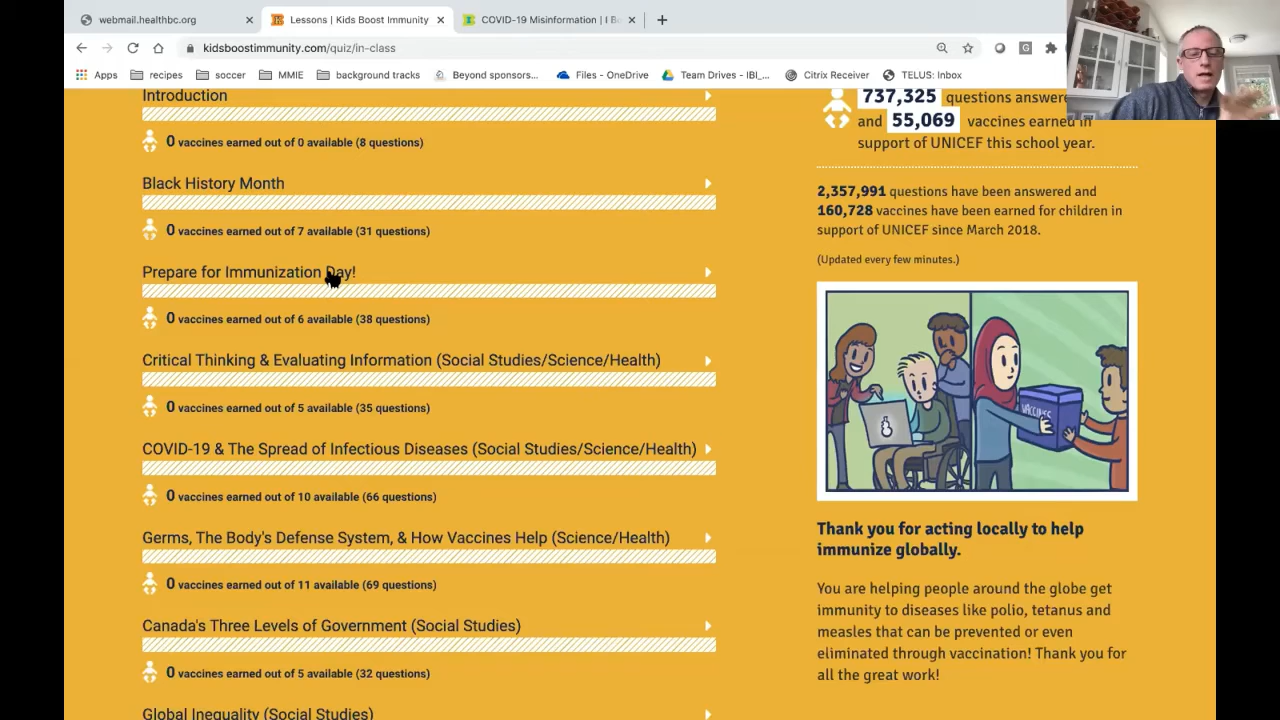 webmail.healthbc.org
Lessons | Kids Boost Immunity
COVID-19 Misinformation | I B
kidsboostimmunity.com/quiz/in-class
Apps
recipes
soccer
MMIE
background tracks
Beyond sponsors...
Files - OneDrive
Team Drives - IBI_...
Citrix Receiver
TELUS: Inbox
Introduction
0 vaccines earned out of 0 available (8 questions)
Black History Month
0 vaccines earned out of 7 available (31 questions)
Prepare for Immunization Day!
0 vaccines earned out of 6 available (38 questions)
Critical Thinking & Evaluating Information (Social Studies/Science/Health)
0 vaccines earned out of 5 available (35 questions)
COVID-19 & The Spread of Infectious Diseases (Social Studies/Science/Health)
0 vaccines earned out of 10 available (66 questions)
Germs, The Body's Defense System, & How Vaccines Help (Science/Health)
0 vaccines earned out of 11 available (69 questions)
Canada's Three Levels of Government (Social Studies)
0 vaccines earned out of 5 available (32 questions)
Global Inequality (Social Studies)
737,325 questions answered
and 55,069 vaccines earned in
support of UNICEF this school year.
2,357,991 questions have been answered and
160,728 vaccines have been earned for children in
support of UNICEF since March 2018.
(Updated every few minutes.)
VACCINES
Thank you for acting locally to help
immunize globally.
You are helping people around the globe get
immunity to diseases like polio, tetanus and
measles that can be prevented or even
eliminated through vaccination! Thank you for
all the great work!